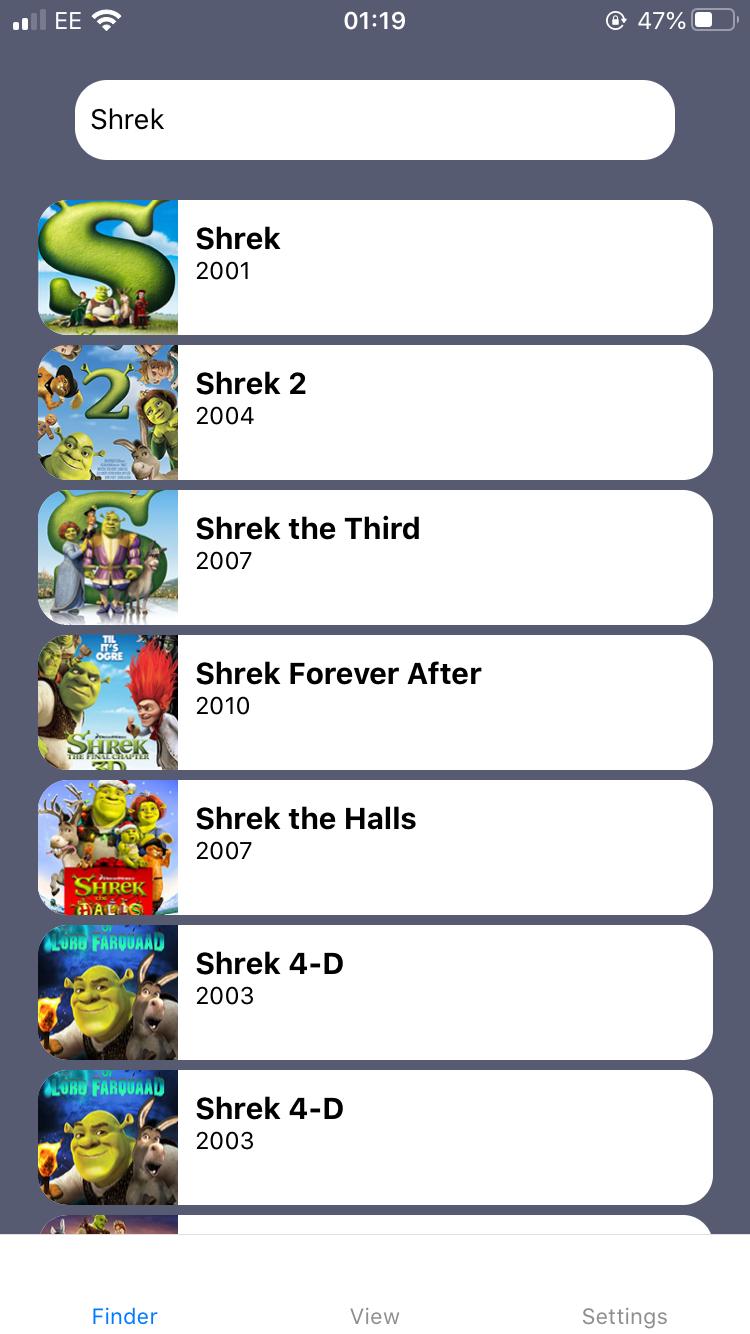 EE
01:19
47%
Shrek
Shrek
2001
Shrek 2
2004
2
Shrek the Third
2007
TIL
IT'S
OGRE
SHREK
THE FINAL CHAPTER
3D
Shrek Forever After
2010
SHREK
THE
HALLS
Shrek the Halls
2007
LORD FARQUAAD
Shrek 4-D
2003
LORD FARQUAAD
Shrek 4-D
2003
Finder
View
Settings